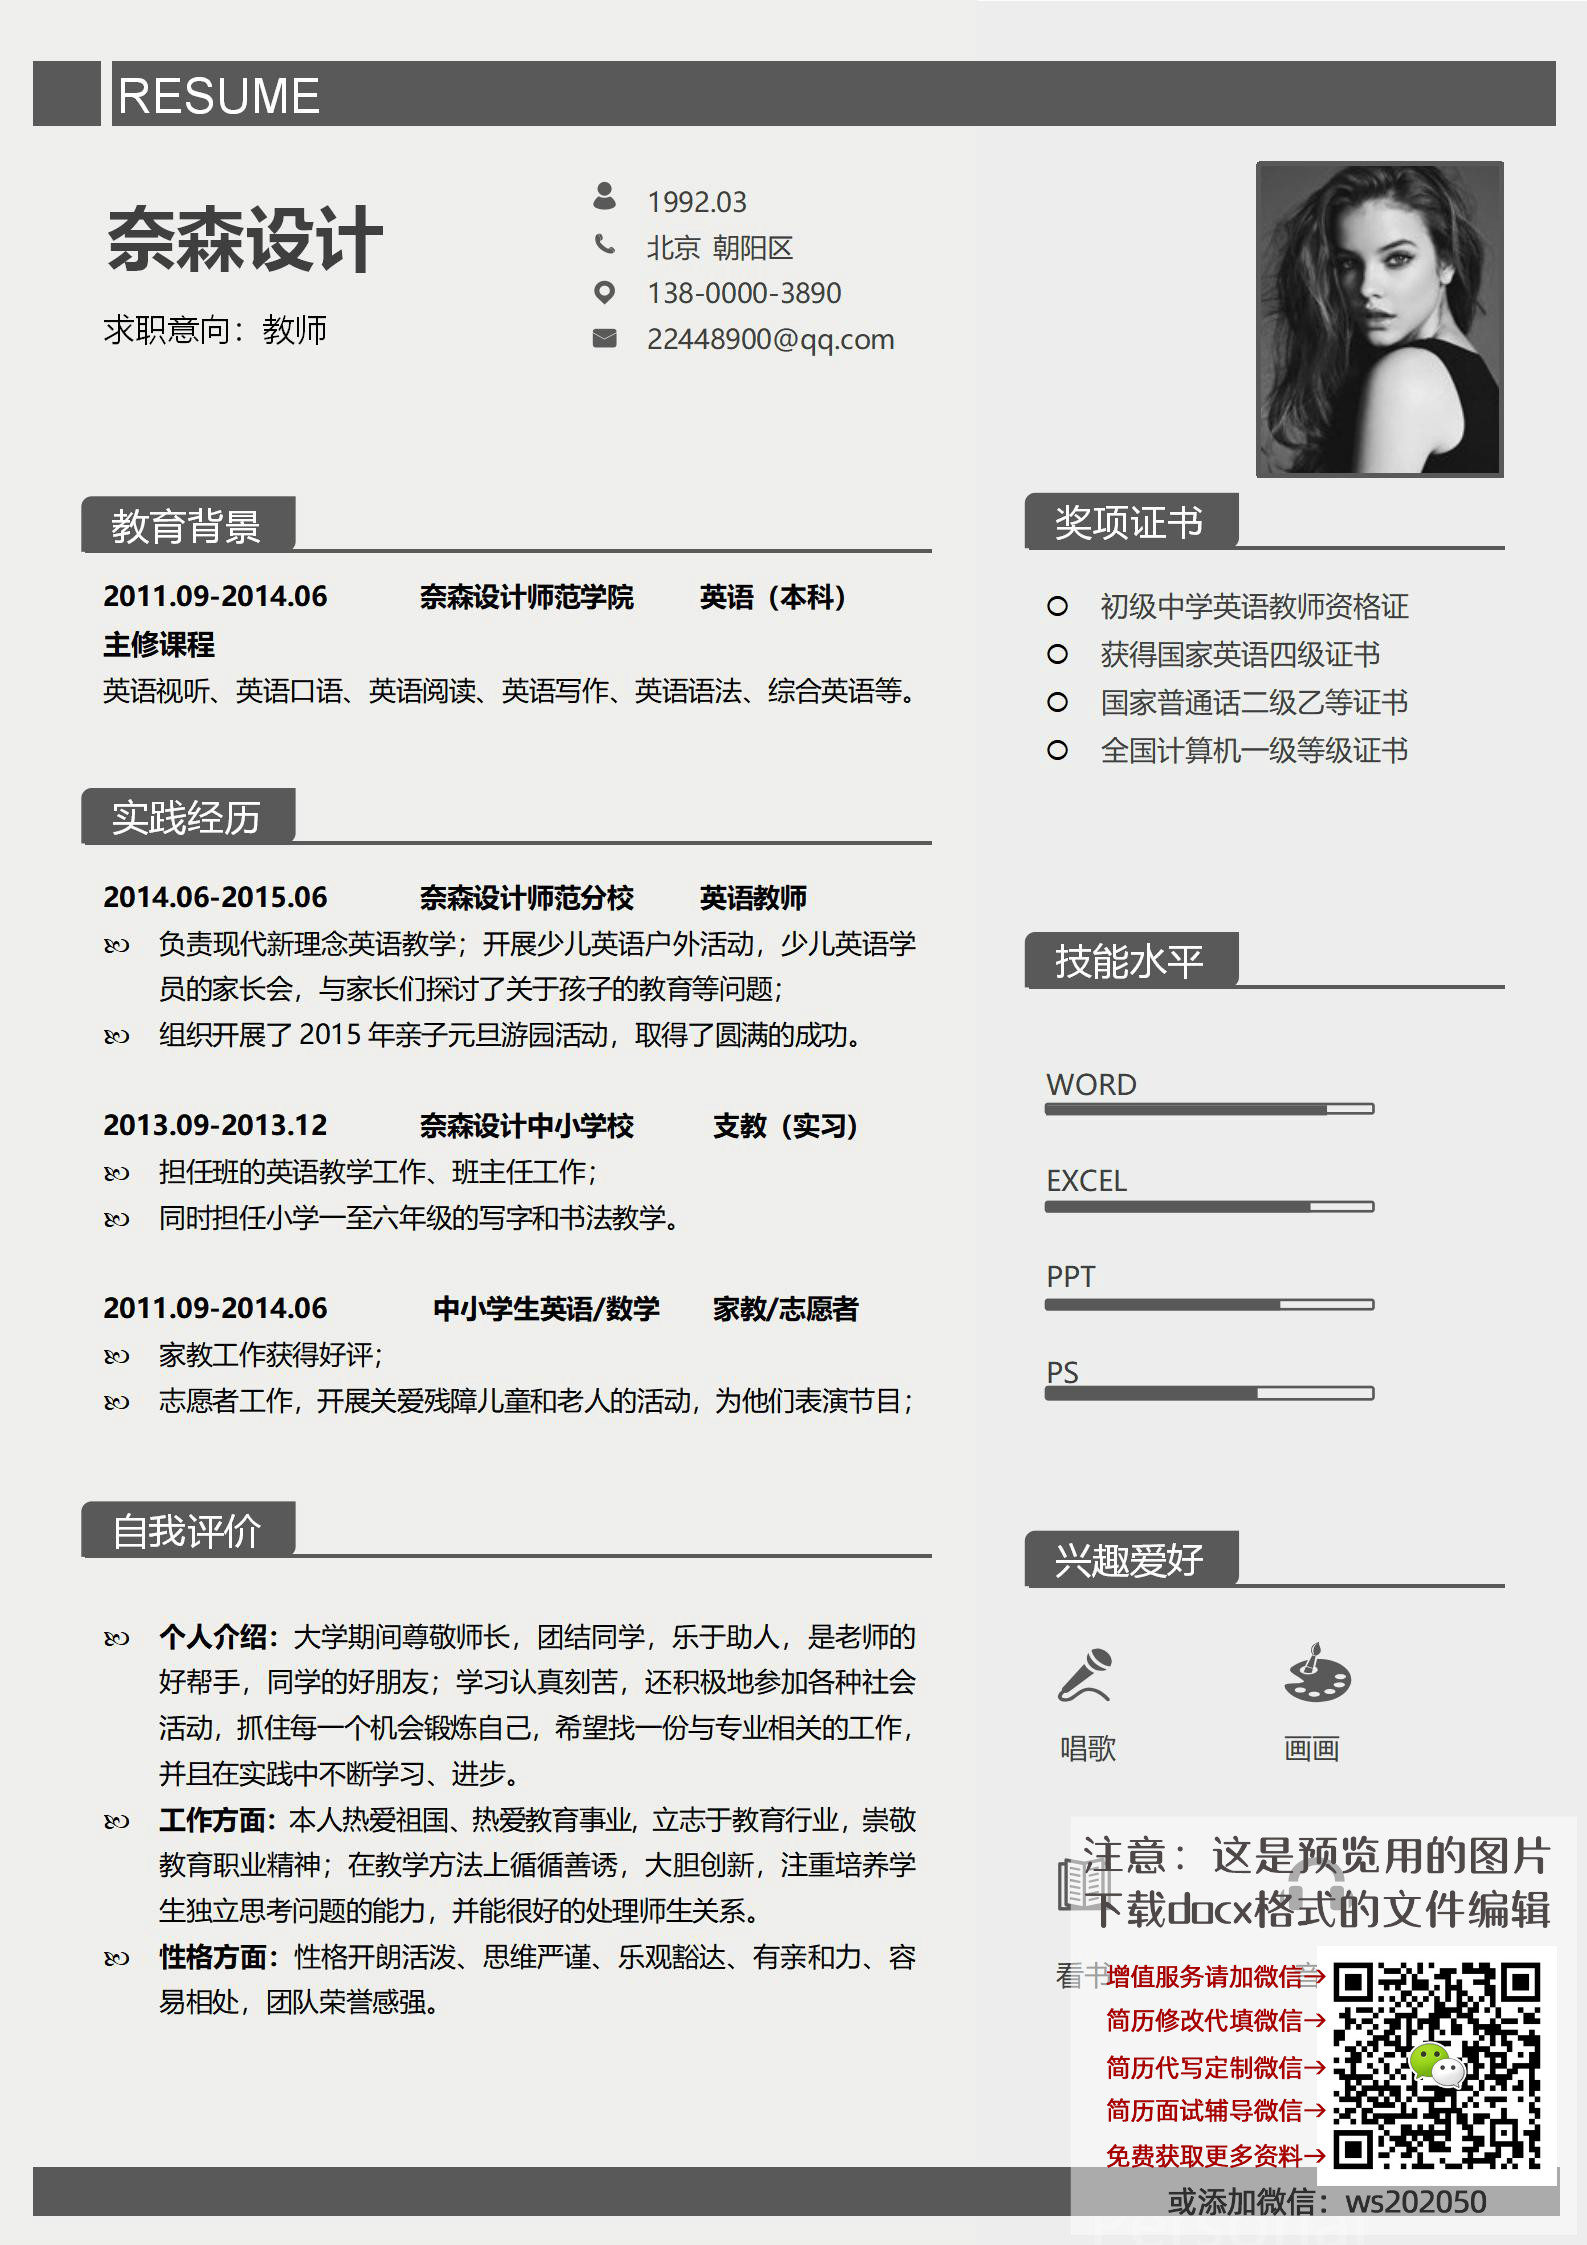 RESUME
奈森设计
求职意向：教师
1992.03
北京 朝阳区
138-0000-3890
22448900@qq.com
教育背景
2011.09-2014.06 奈森设计师范学院 英语（本科）
主修课程
英语视听、英语口语、英语阅读、英语写作、英语语法、综合英语等。
实践经历
2014.06-2015.06 奈森设计师范分校 英语教师
负责现代新理念英语教学；开展少儿英语户外活动，少儿英语学
员的家长会，与家长们探讨了关于孩子的教育等问题；
组织开展了 2015 年亲子元旦游园活动，取得了圆满的成功。
2013.09-2013.12 奈森设计中小学校 支教（实习）
担任班的英语教学工作、班主任工作；
同时担任小学一至六年级的写字和书法教学。
2011.09-2014.06 中小学生英语/数学 家教/志愿者
家教工作获得好评；
志愿者工作，开展关爱残障儿童和老人的活动，为他们表演节目；
自我评价
个人介绍：大学期间尊敬师长，团结同学，乐于助人，是老师的
好帮手，同学的好朋友；学习认真刻苦，还积极地参加各种社会
活动，抓住每一个机会锻炼自己，希望找一份与专业相关的工作，
并且在实践中不断学习、进步。
工作方面：本人热爱祖国、热爱教育事业, 立志于教育行业，崇敬
教育职业精神；在教学方法上循循善诱，大胆创新，注重培养学
生独立思考问题的能力，并能很好的处理师生关系。
性格方面：性格开朗活泼、思维严谨、乐观豁达、有亲和力、容
易相处，团队荣誉感强。
奖项证书
初级中学英语教师资格证
获得国家英语四级证书
国家普通话二级乙等证书
全国计算机一级等级证书
技能水平
WORD
EXCEL
PPT
PS
兴趣爱好
唱歌
画画
看书
注意：这是预览用的图片
下载docx格式的文件编辑
增值服务请加微信→
简历修改代填微信→
简历代写定制微信→
简历面试辅导微信→
免费获取更多资料→
或添加微信：ws202050
Personal